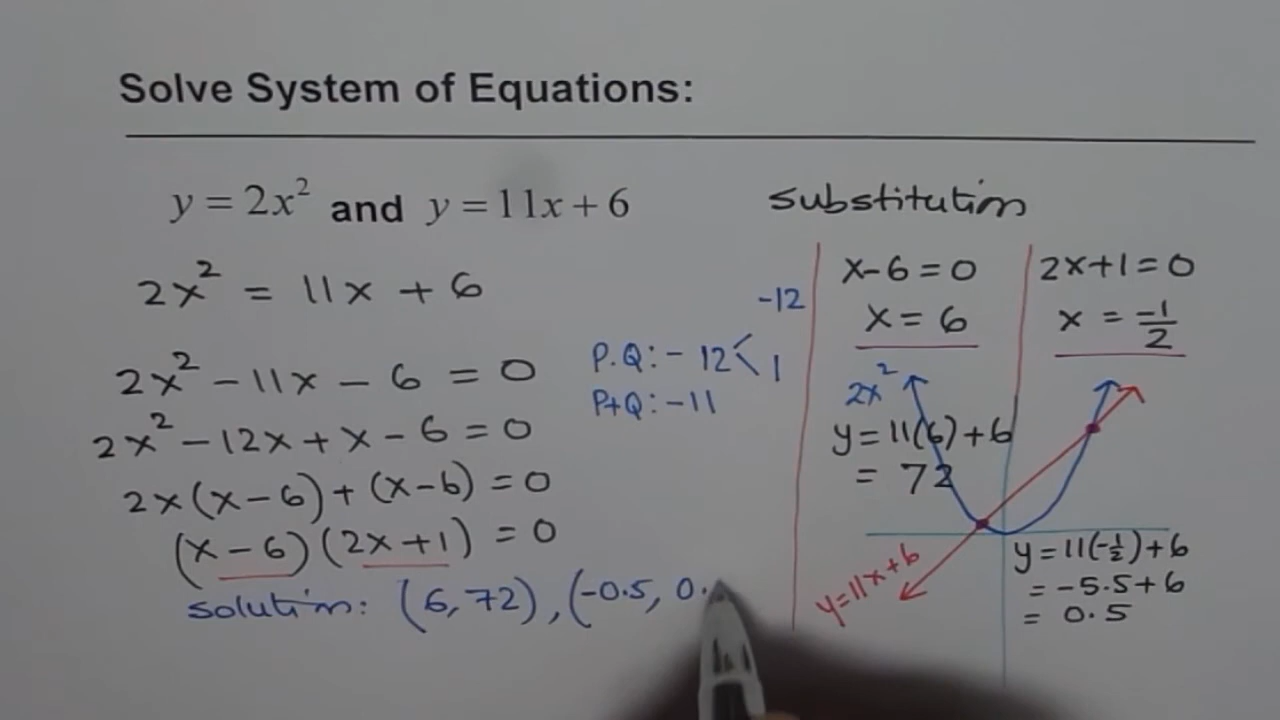 Solve System of Equations:
y = 2x² and y = 11x + 6
substitution
2x² = 11x + 6
2x² - 11x - 6 = 0
P.Q: - 12 < -12
1
P+Q: -11
2x² - 12x + x - 6 = 0
2x(x-6) + (x-6) = 0
(x-6)(2x+1) = 0
solution: (6, 72), (-0.5, 0.
x-6 = 0
x = 6
2x²
y = 11(6)+6
= 72
2x+1 = 0
x = -1/2
y=11x+6
y = 11(-1/2)+6
= -5.5+6
= 0.5